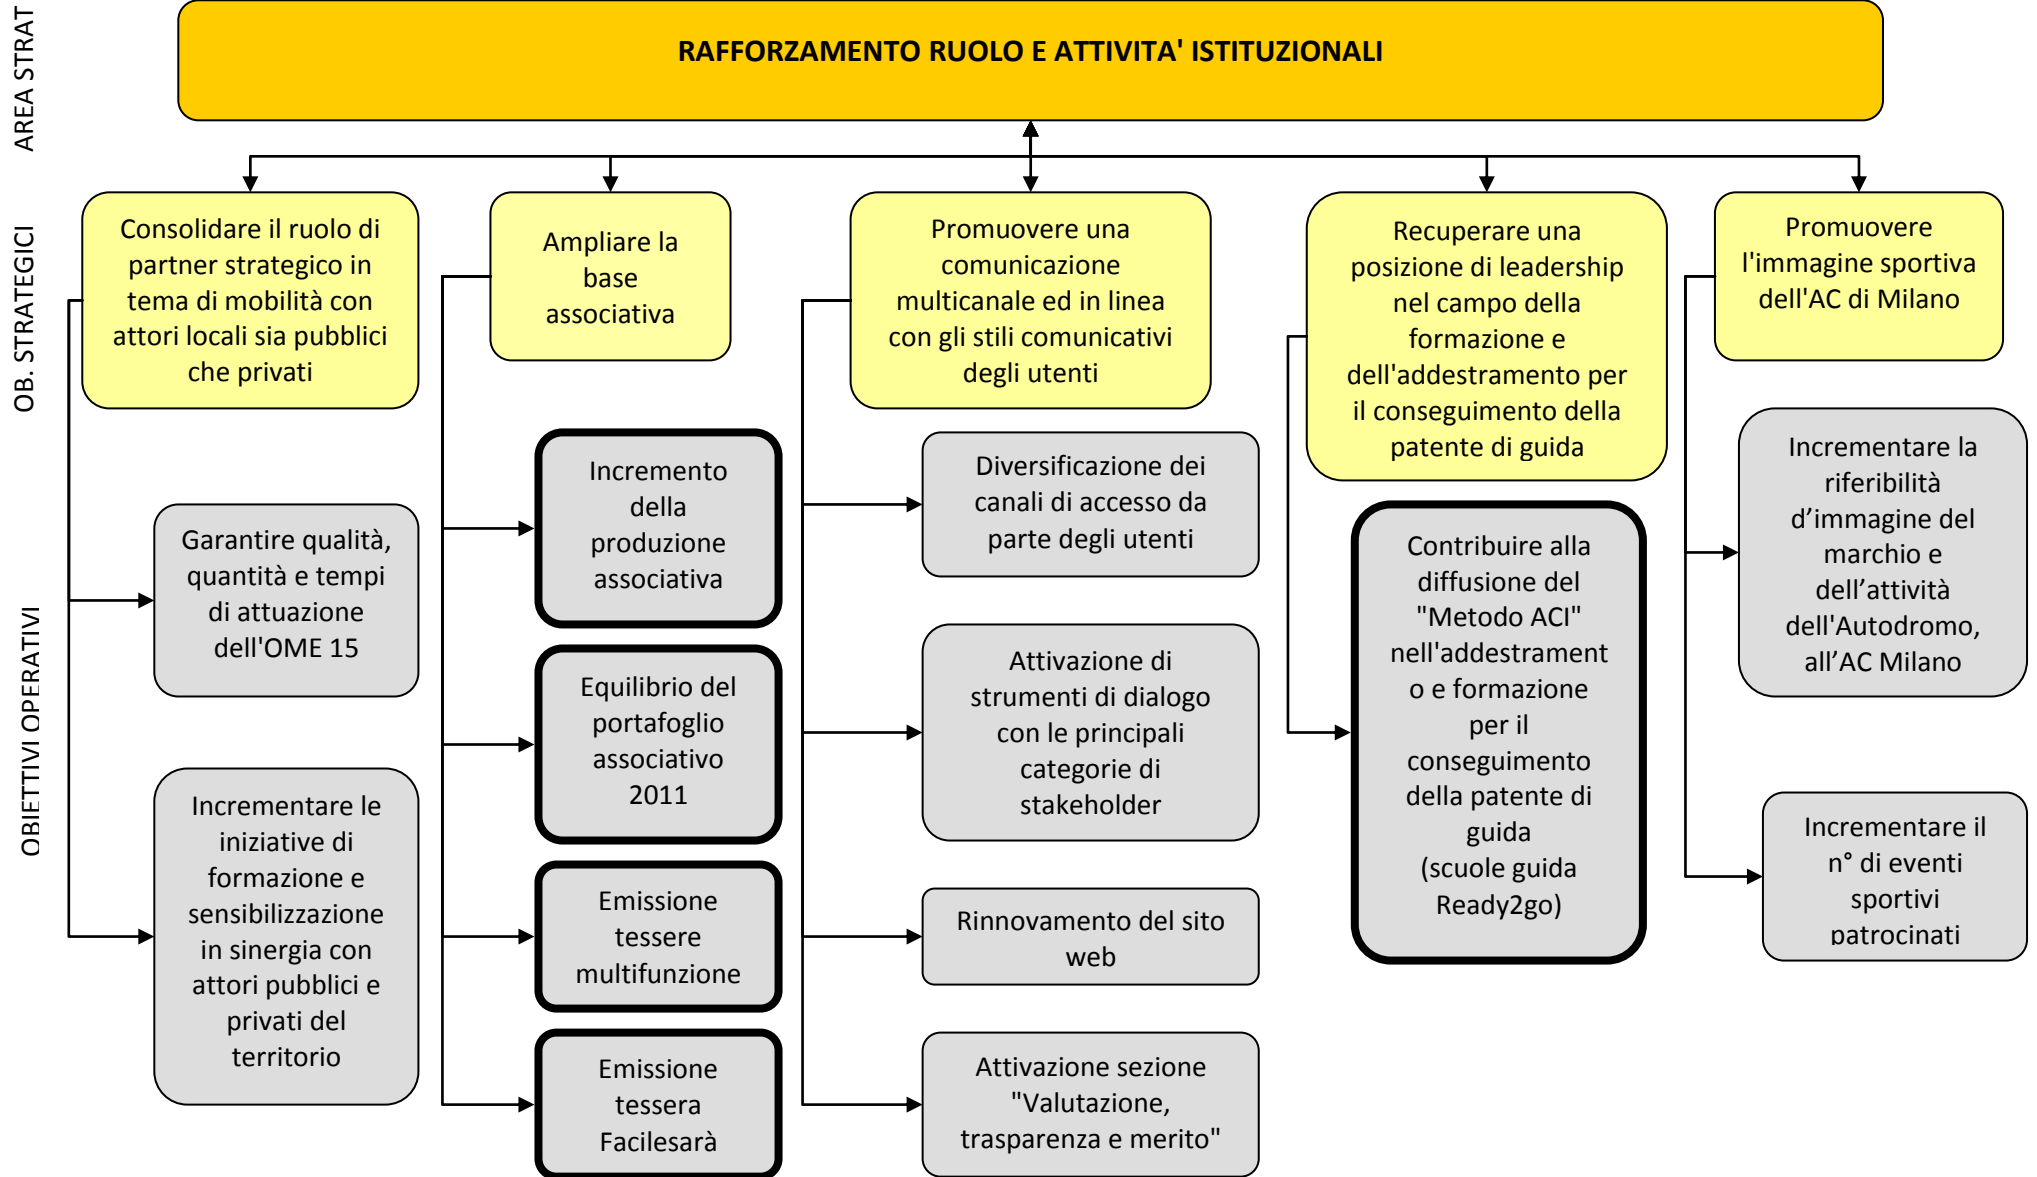 AREA STRAT
RAFFORZAMENTO RUOLO E ATTIVITA' ISTITUZIONALI
OB. STRATEGICI
Consolidare il ruolo di
partner strategico in
tema di mobilità con
attori locali sia pubblici
che privati
Ampliare la
base
associativa
Promuovere una
comunicazione
multicanale ed in linea
con gli stili comunicativi
degli utenti
Recuperare una
posizione di leadership
nel campo della
formazione e
dell'addestramento per
il conseguimento della
patente di guida
Promuovere
l'immagine sportiva
dell'AC di Milano
OBIETTIVI OPERATIVI
Garantire qualità,
quantità e tempi
di attuazione
dell'OME 15
Incrementare le
iniziative di
formazione e
sensibilizzazione
in sinergia con
attori pubblici e
privati del
territorio
Incremento
della
produzione
associativa
Equilibrio del
portafoglio
associativo
2011
Emissione
tessere
multifunzione
Emissione
tessera
Facilesarà
Diversificazione dei
canali di accesso da
parte degli utenti
Attivazione di
strumenti di dialogo
con le principali
categorie di
stakeholder
Rinnovamento del sito
web
Attivazione sezione
"Valutazione,
trasparenza e merito"
Contribuire alla
diffusione del
"Metodo ACI"
nell'addestrament
o e formazione
per il
conseguimento
della patente di
guida
(scuole guida
Ready2go)
Incrementare la
riferibilità
d’immagine del
marchio e
dell’attività
dell'Autodromo,
all’AC Milano
Incrementare il
n° di eventi
sportivi
patrocinati